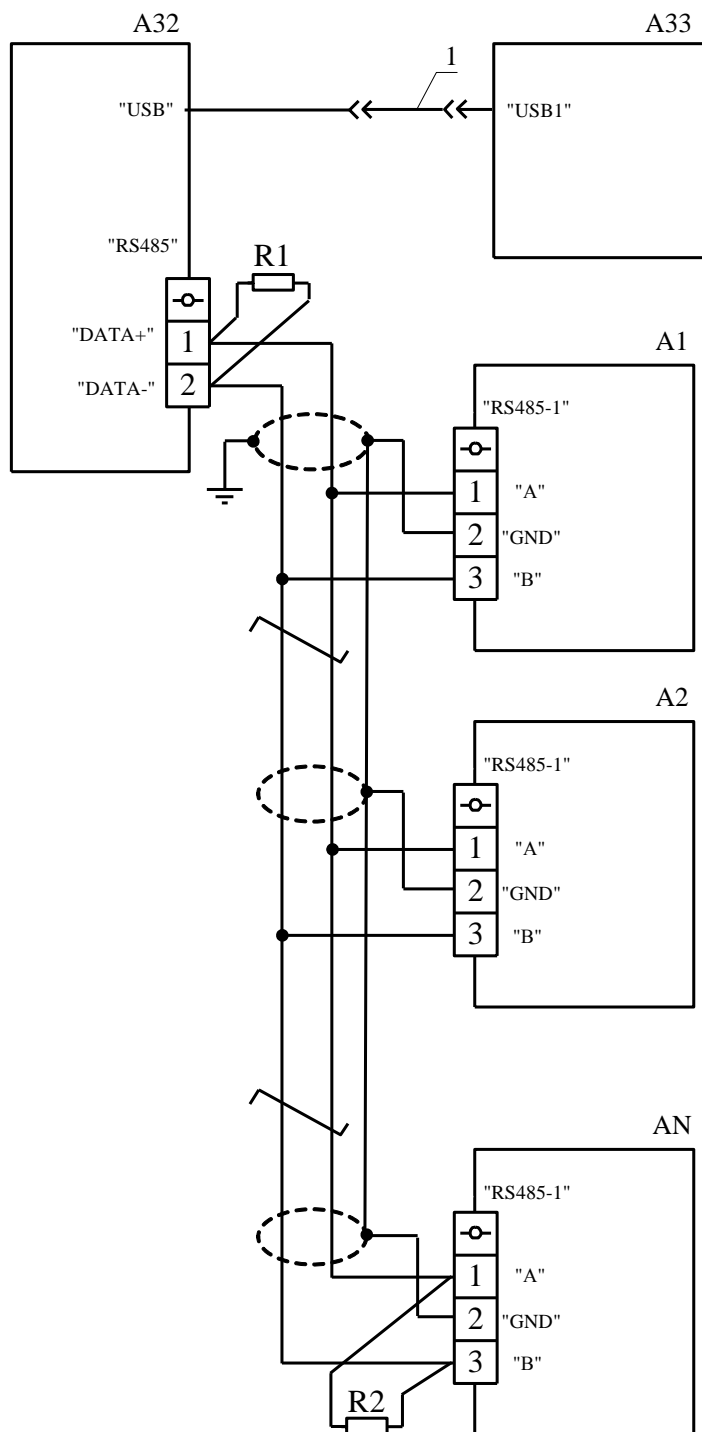 A32 A33
1
"USB" "USB1"
"RS485"
R1
"DATA+" 1
"DATA-" 2
A1
"RS485-1"
1 "A"
2 "GND"
3 "B"
A2
"RS485-1"
1 "A"
2 "GND"
3 "B"
AN
"RS485-1"
1 "A"
2 "GND"
3 "B"
R2